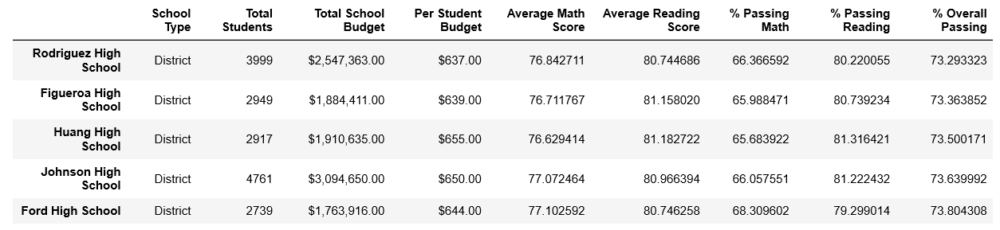 School Type Total Students Total School Budget Per Student Budget Average Math Score Average Reading Score % Passing Math % Passing Reading % Overall Passing
Rodriguez High School District 3999 $2,547,363.00 $637.00 76.842711 80.744686 66.366592 80.220055 73.293323
Figueroa High School District 2949 $1,884,411.00 $639.00 76.711767 81.158020 65.988471 80.739234 73.363852
Huang High School District 2917 $1,910,635.00 $655.00 76.629414 81.182722 65.683922 81.316421 73.500171
Johnson High School District 4761 $3,094,650.00 $650.00 77.072464 80.966394 66.057551 81.222432 73.639992
Ford High School District 2739 $1,763,916.00 $644.00 77.102592 80.746258 68.309602 79.299014 73.804308